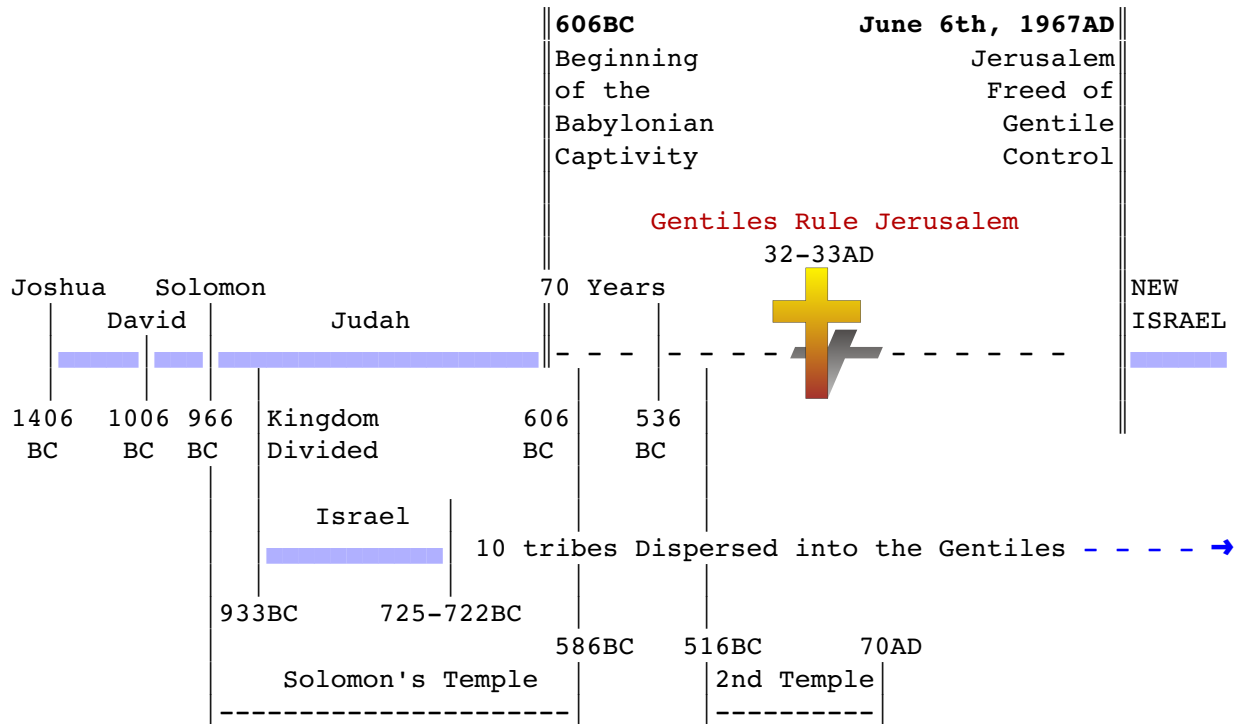 606BC June 6th, 1967AD
Beginning Jerusalem
of the Freed of
Babylonian Gentile
Captivity Control
Gentiles Rule Jerusalem
32-33AD
Joshua Solomon 70 Years NEW
David Judah ISRAEL
1406 1006 966 Kingdom 606 536
BC BC BC Divided BC BC
Israel
10 tribes Dispersed into the Gentiles
933BC 725-722BC
586BC 516BC 70AD
Solomon's Temple 2nd Temple